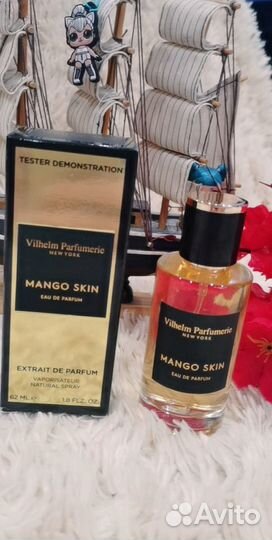 TESTER DEMONSTRATION
Vilhelm Parfumerie
NEW YORK
MANGO SKIN
EAU DE PARFUM
EXTRAIT DE PARFUM
VAPORISATEUR
NATURAL SPRAY
62 ML ℮ 1.8 FL. OZ.
Vilhelm Parfumerie
NEW YORK
MANGO SKIN
EAU DE PARFUM
Avito